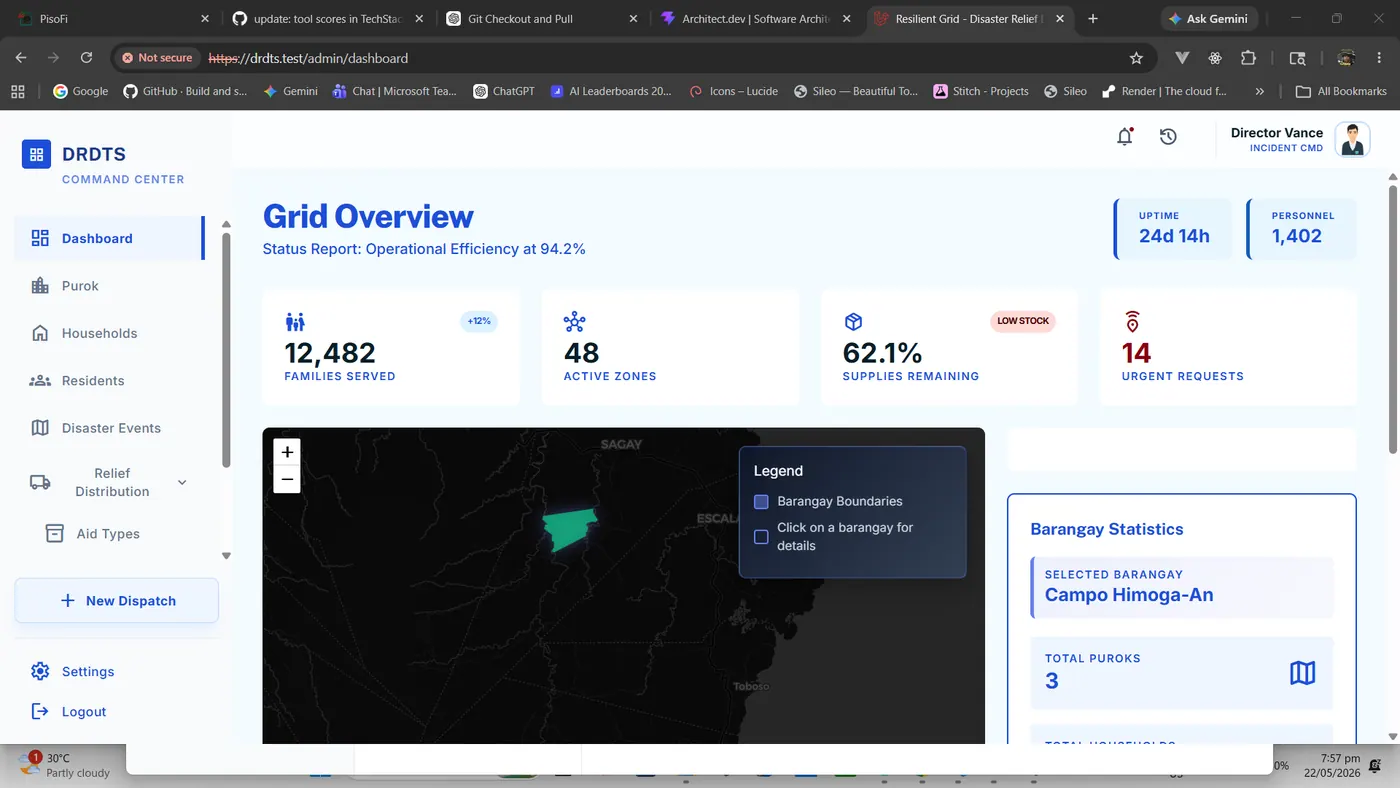 PisoFi
update: tool scores in TechStac
Git Checkout and Pull
Architect.dev | Software Archit
Resilient Grid - Disaster Relief
Ask Gemini
Not secure
https://drdts.test/admin/dashboard
Google
GitHub · Build and s...
Gemini
Chat | Microsoft Tea...
ChatGPT
AI Leaderboards 20...
Icons – Lucide
Sileo — Beautiful To...
Stitch - Projects
Sileo
Render | The cloud f...
»
All Bookmarks
DRDTS
COMMAND CENTER
Director Vance
INCIDENT CMD
Dashboard
Purok
Households
Residents
Disaster Events
Relief
Distribution
Aid Types
+ New Dispatch
Settings
Logout
Grid Overview
Status Report: Operational Efficiency at 94.2%
UPTIME
24d 14h
PERSONNEL
1,402
+12%
12,482
FAMILIES SERVED
48
ACTIVE ZONES
LOW STOCK
62.1%
SUPPLIES REMAINING
14
URGENT REQUESTS
+
−
SAGAY
ESCALA
Toboso
Legend
Barangay Boundaries
Click on a barangay for
details
Barangay Statistics
SELECTED BARANGAY
Campo Himoga-An
TOTAL PUROKS
3
TOTAL HOUSEHOLDS
1
30°C
Partly cloudy
0%
7:57 pm
22/05/2026